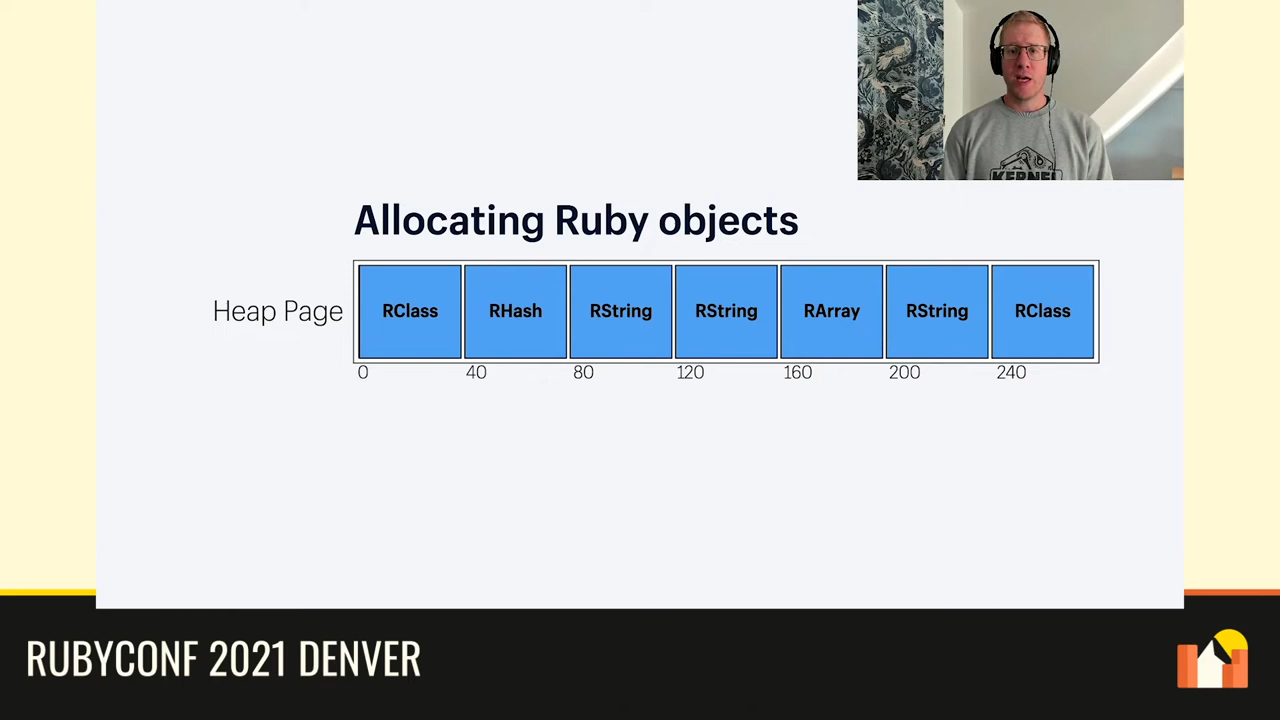 KERNEL
Allocating Ruby objects
Heap Page RClass RHash RString RString RArray RString RClass
0 40 80 120 160 200 240
RUBYCONF 2021 DENVER